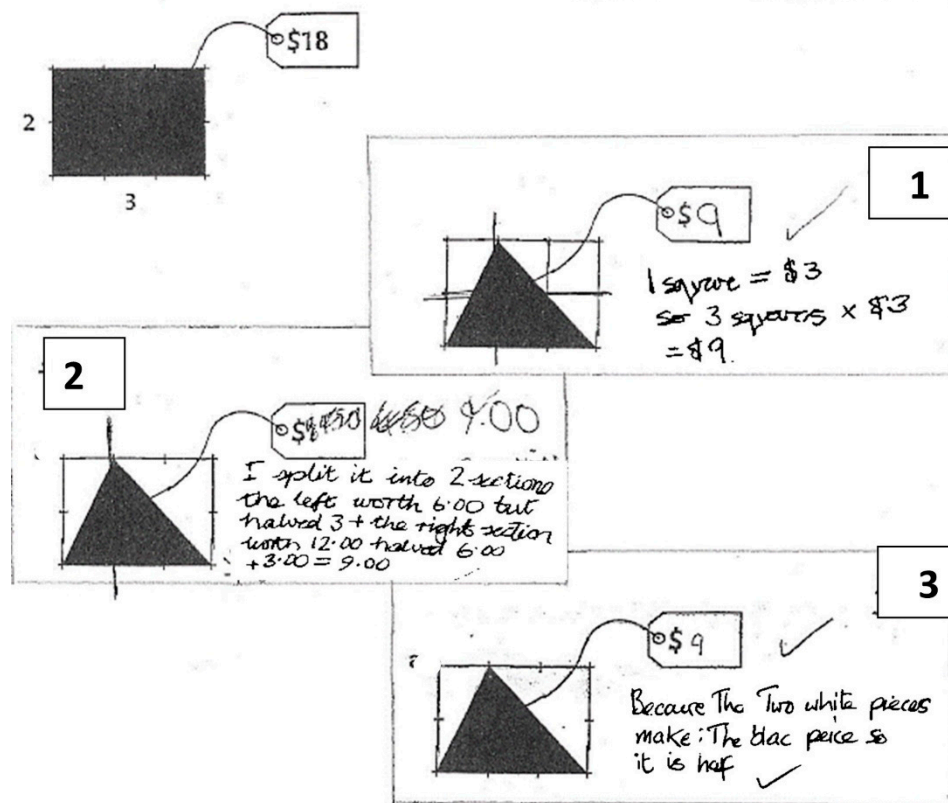 $18
2
3
1
$9
1 square = $3
so 3 squares × $3
= $9.
2
$ 9.00
I split it into 2 sections
the left worth 6.00 but
halved 3 + the right section
worth 12.00 halved 6.00
+3.00 = 9.00
3
$9
Because The Two white pieces
make : The blac peice so
it is half